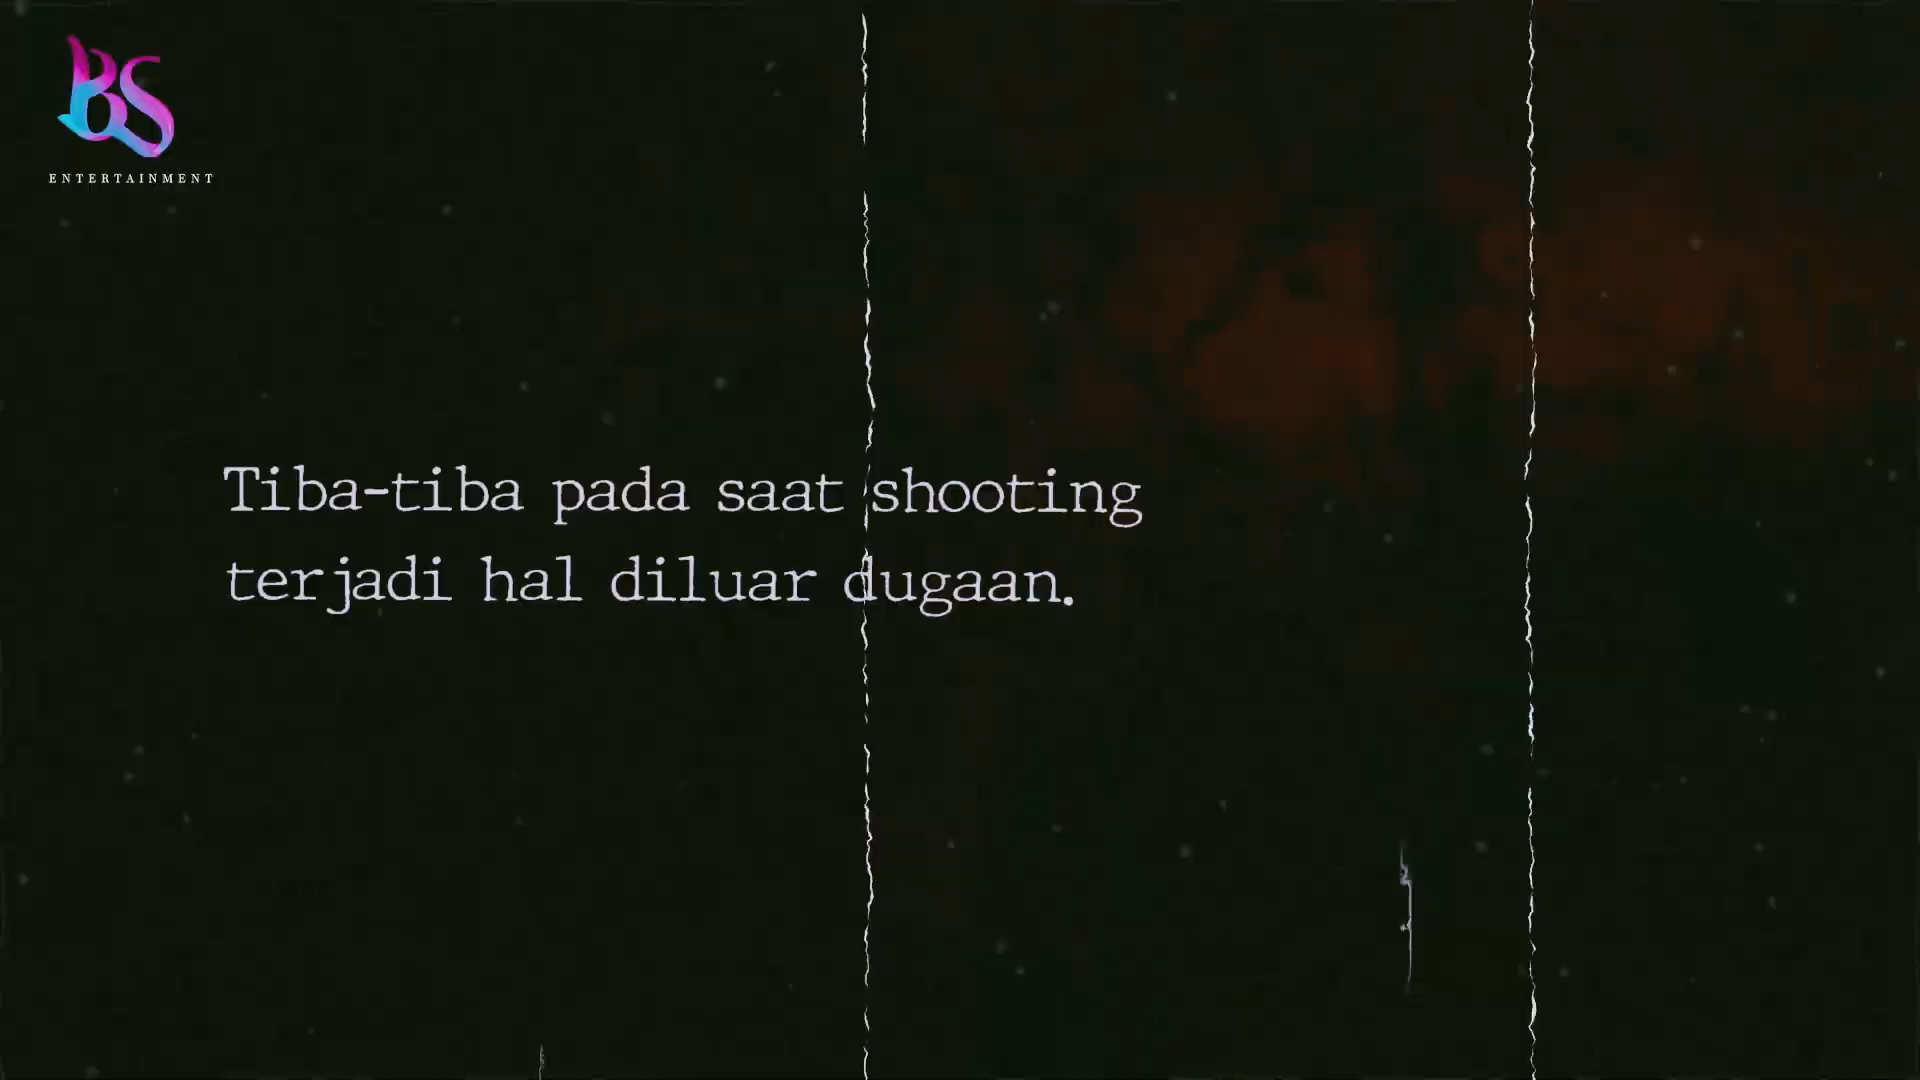 BS
ENTERTAINMENT
Tiba-tiba pada saat shooting
terjadi hal diluar dugaan.